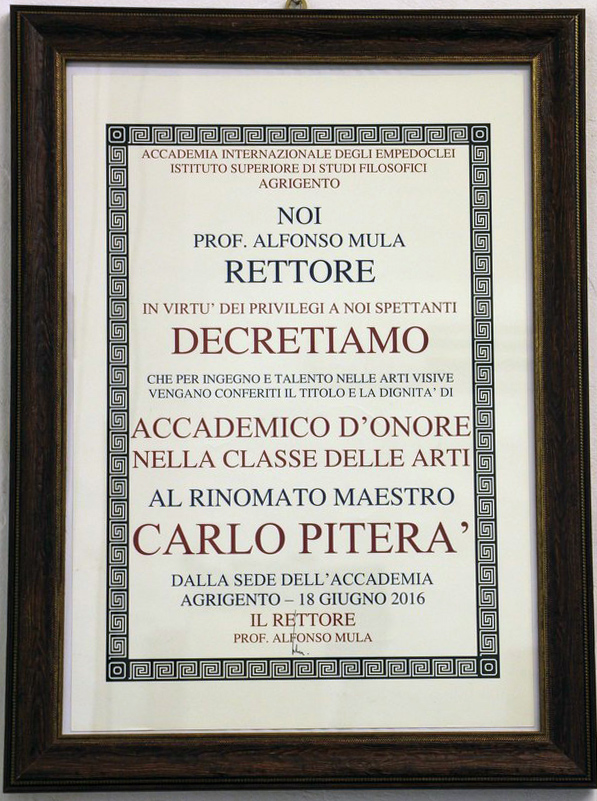 ACCADEMIA INTERNAZIONALE DEGLI EMPEDOCLEI
ISTITUTO SUPERIORE DI STUDI FILOSOFICI
AGRIGENTO
NOI
PROF. ALFONSO MULA
RETTORE
IN VIRTU’ DEI PRIVILEGI A NOI SPETTANTI
DECRETIAMO
CHE PER INGEGNO E TALENTO NELLE ARTI VISIVE
VENGANO CONFERITI IL TITOLO E LA DIGNITA’ DI
ACCADEMICO D’ONORE
NELLA CLASSE DELLE ARTI
AL RINOMATO MAESTRO
CARLO PITERA’
DALLA SEDE DELL’ACCADEMIA
AGRIGENTO – 18 GIUGNO 2016
IL RETTORE
PROF. ALFONSO MULA